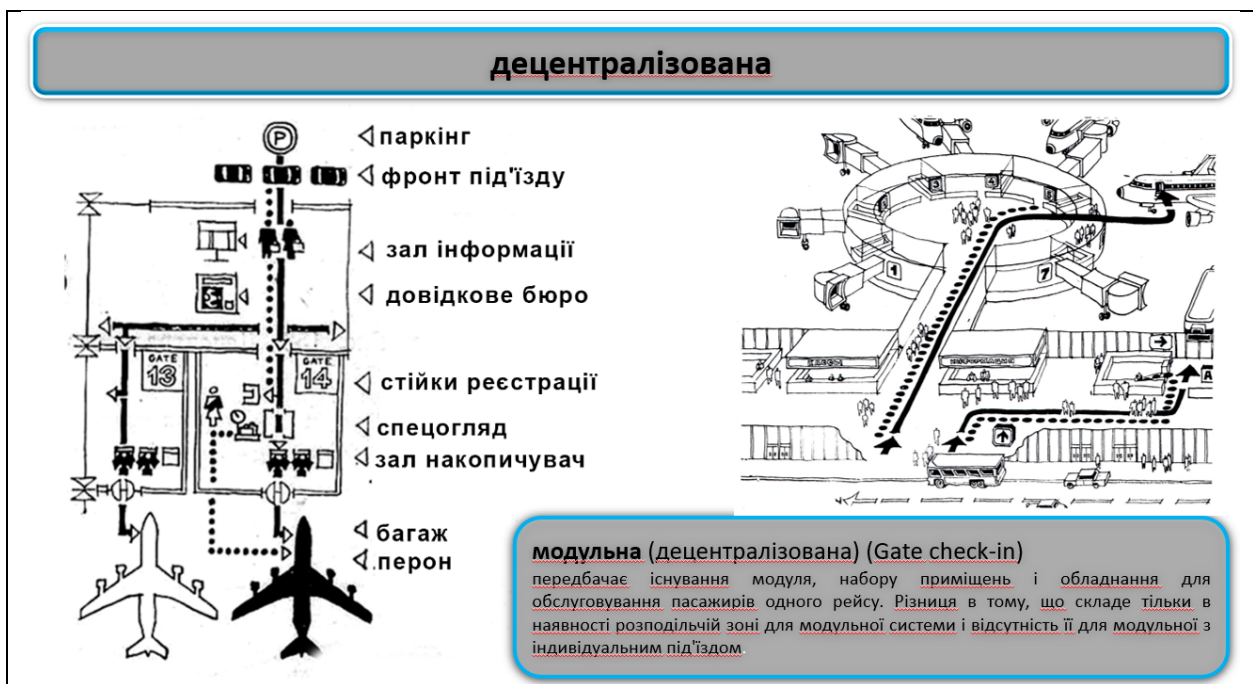 децентралізована
P
паркінг
фронт під'їзду
зал інформації
довідкове бюро
GATE
13
GATE
14
стійки реєстрації
спецогляд
зал накопичувач
багаж
.перон
3
4
5
1
7
ИНФОРМАЦИЯ
A
модульна (децентралізована) (Gate check-in)
передбачає існування модуля, набору приміщень і обладнання для
обслуговування пасажирів одного рейсу. Різниця в тому, що складе тільки в
наявності розподільчій зоні для модульної системи і відсутність її для модульної з
індивідуальним під'їздом.